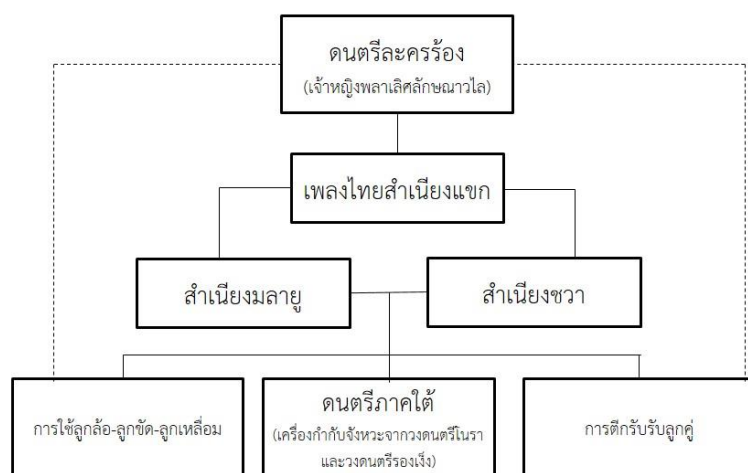 ดนตรีละครร้อง
(เจ้าหญิงพลาเลิศลักษณาวไล)
เพลงไทยสำเนียงแขก
สำเนียงมลายู
สำเนียงชวา
การใช้ลูกล้อ-ลูกขัด-ลูกเหลื่อม
ดนตรีภาคใต้
(เครื่องกำกับจังหวะจากวงดนตรีโนรา
และวงดนตรีรองเง็ง)
การตีกรับรับลูกคู่